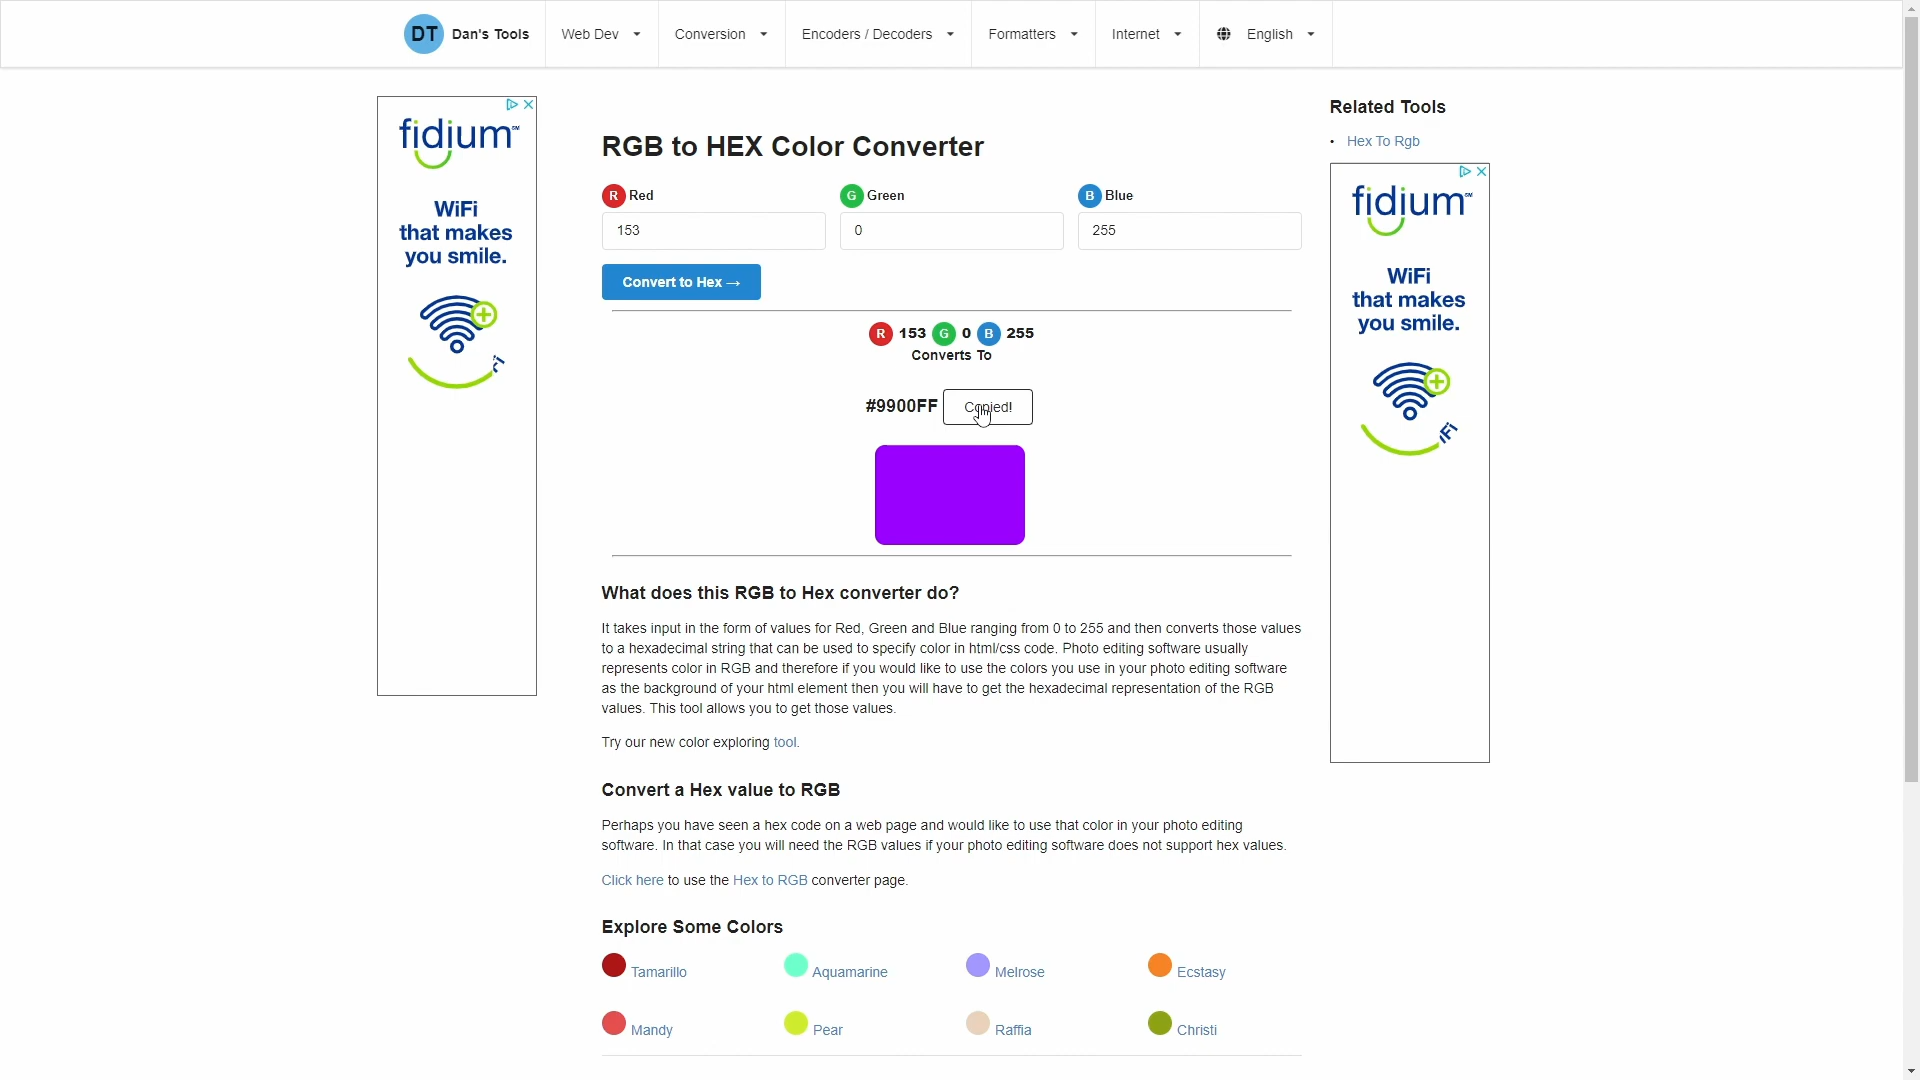 DT Dan's Tools Web Dev Conversion Encoders / Decoders Formatters Internet English
fidium℠
WiFi
that makes
you smile.
RGB to HEX Color Converter
R Red G Green B Blue
153 0 255
Convert to Hex →
R 153 G 0 B 255
Converts To
#9900FF Copied!
What does this RGB to Hex converter do?
It takes input in the form of values for Red, Green and Blue ranging from 0 to 255 and then converts those values
to a hexadecimal string that can be used to specify color in html/css code. Photo editing software usually
represents color in RGB and therefore if you would like to use the colors you use in your photo editing software
as the background of your html element then you will have to get the hexadecimal representation of the RGB
values. This tool allows you to get those values.
Try our new color exploring tool.
Convert a Hex value to RGB
Perhaps you have seen a hex code on a web page and would like to use that color in your photo editing
software. In that case you will need the RGB values if your photo editing software does not support hex values.
Click here to use the Hex to RGB converter page.
Explore Some Colors
Tamarillo Aquamarine Melrose Ecstasy
Mandy Pear Raffia Christi
Related Tools
• Hex To Rgb
fidium℠
WiFi
that makes
you smile.